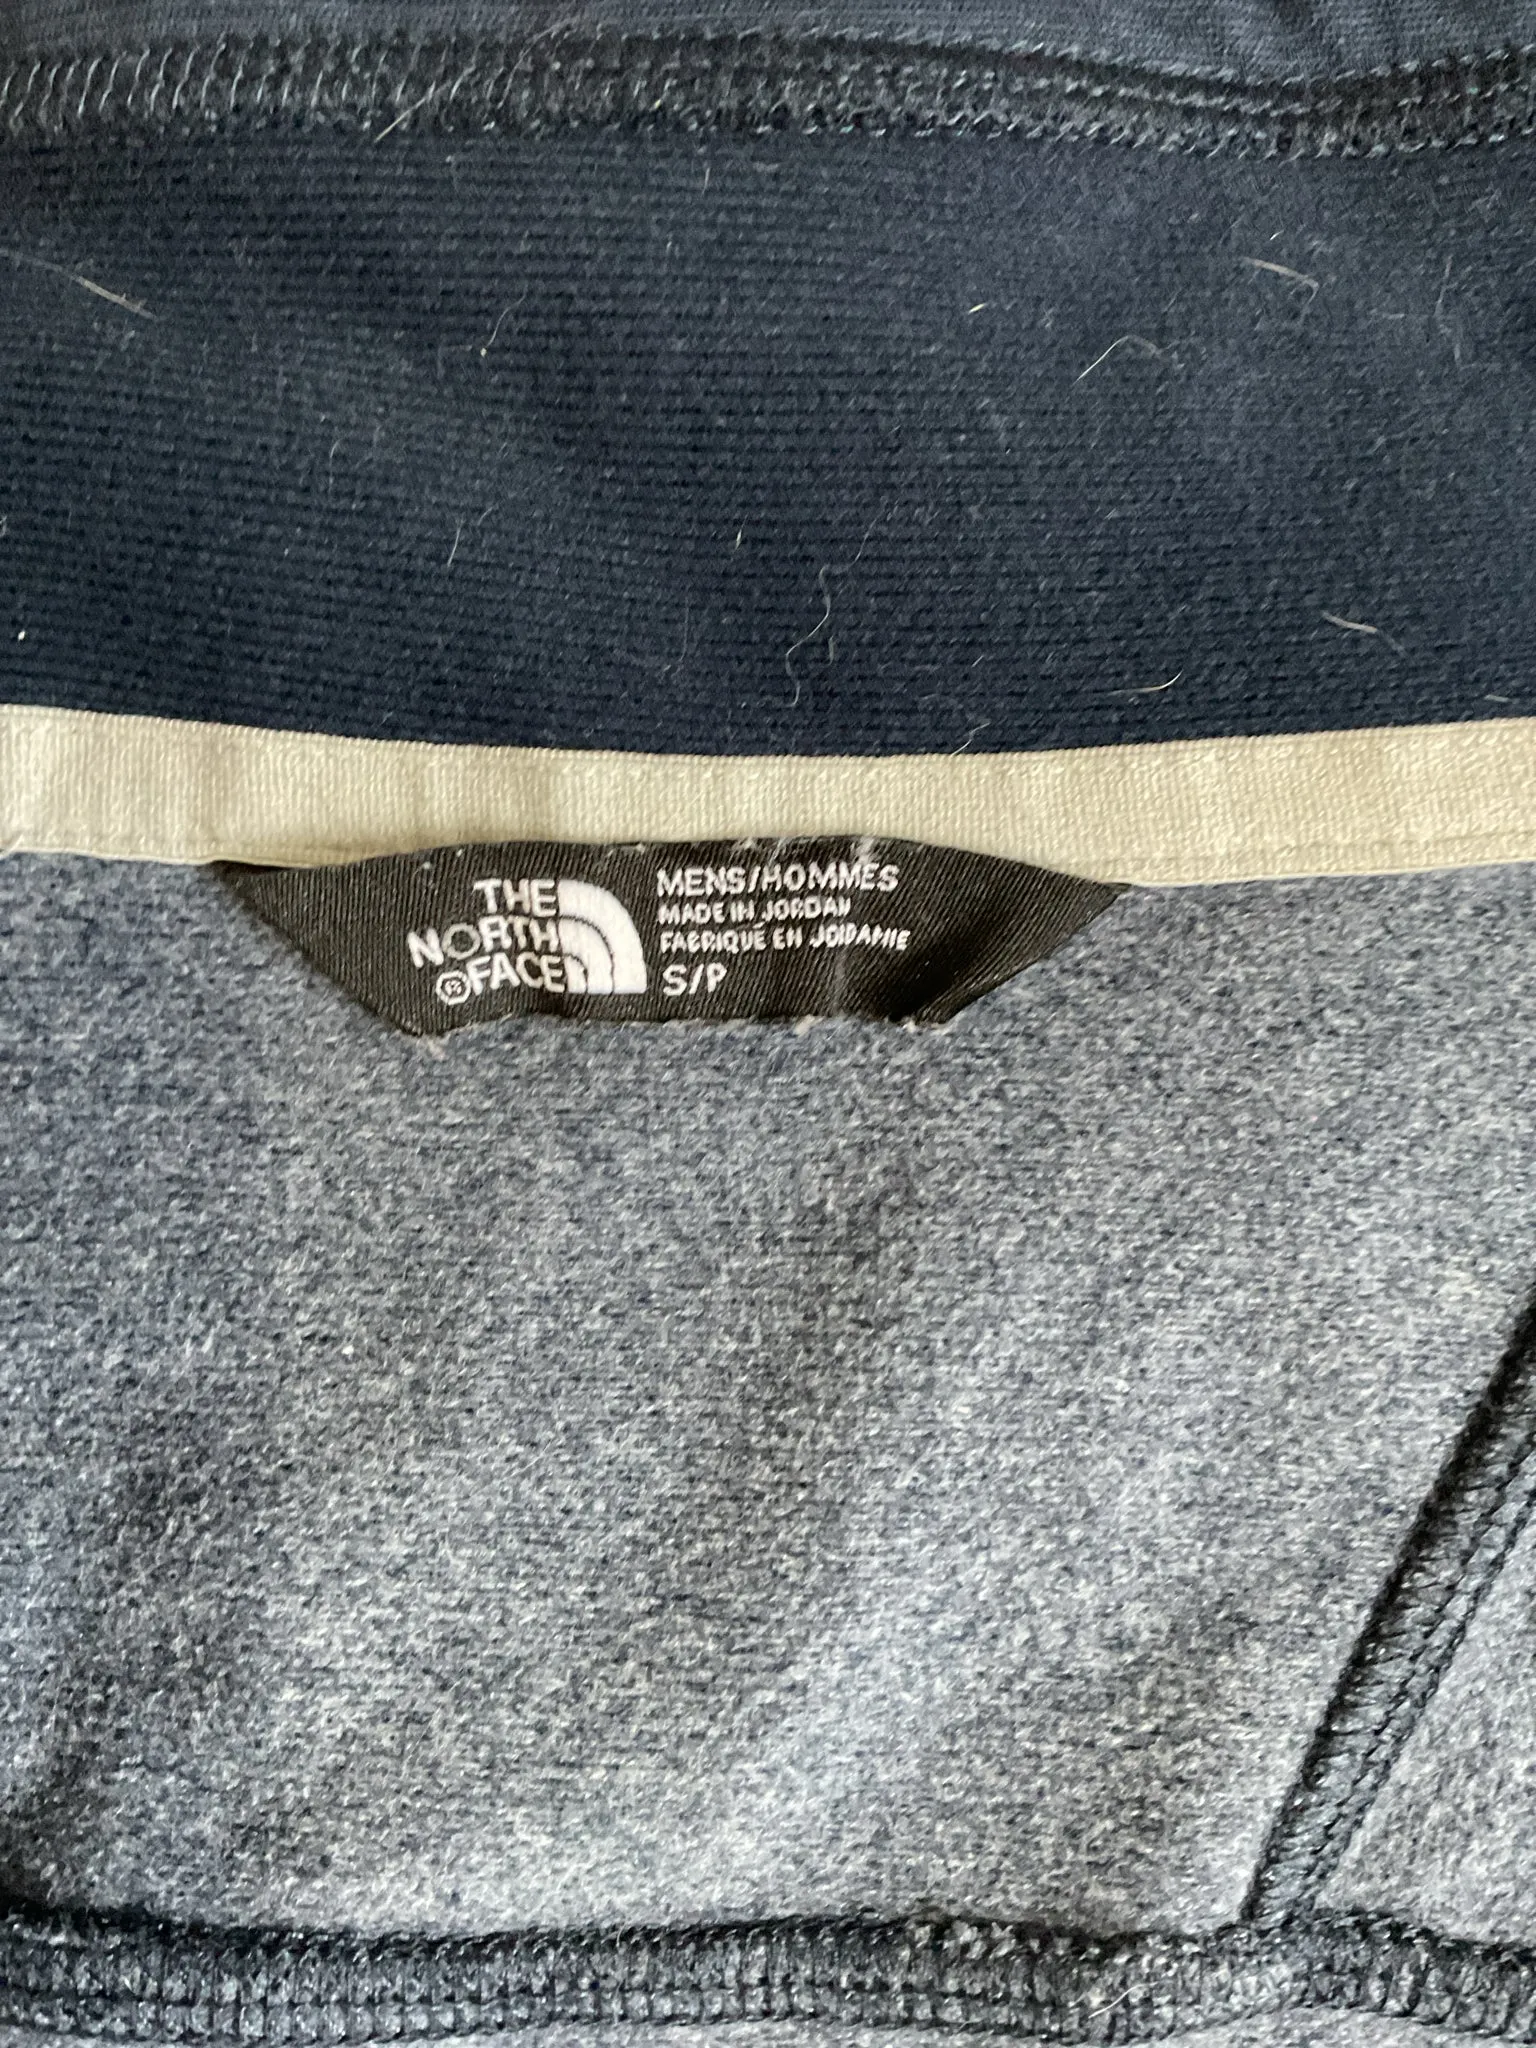 THE
NORTH
®FACE
MENS/HOMMES
MADE IN JORDAN
FABRIQUÉ EN JORDANIE
S/P